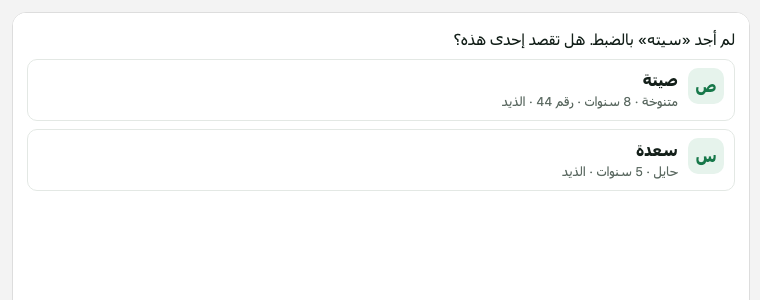 لم أجد «سيته» بالضبط. هل تقصد إحدى هذه؟
ص
صيتة
متنوخة · 8 سنوات · رقم 44 · الذيد
س
سعدة
حايل · 5 سنوات · الذيد